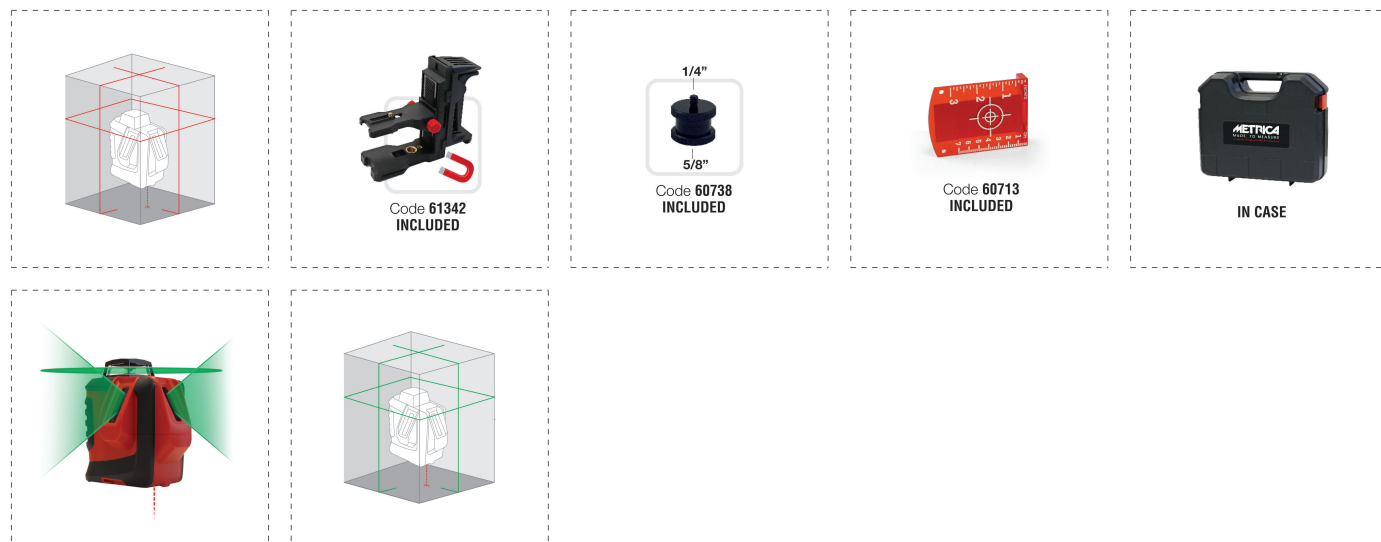 Code 61342
INCLUDED
1/4”
5/8”
Code 60738
INCLUDED
Code 60713
INCLUDED
METRICA
MADE TO MEASURE
IN CASE